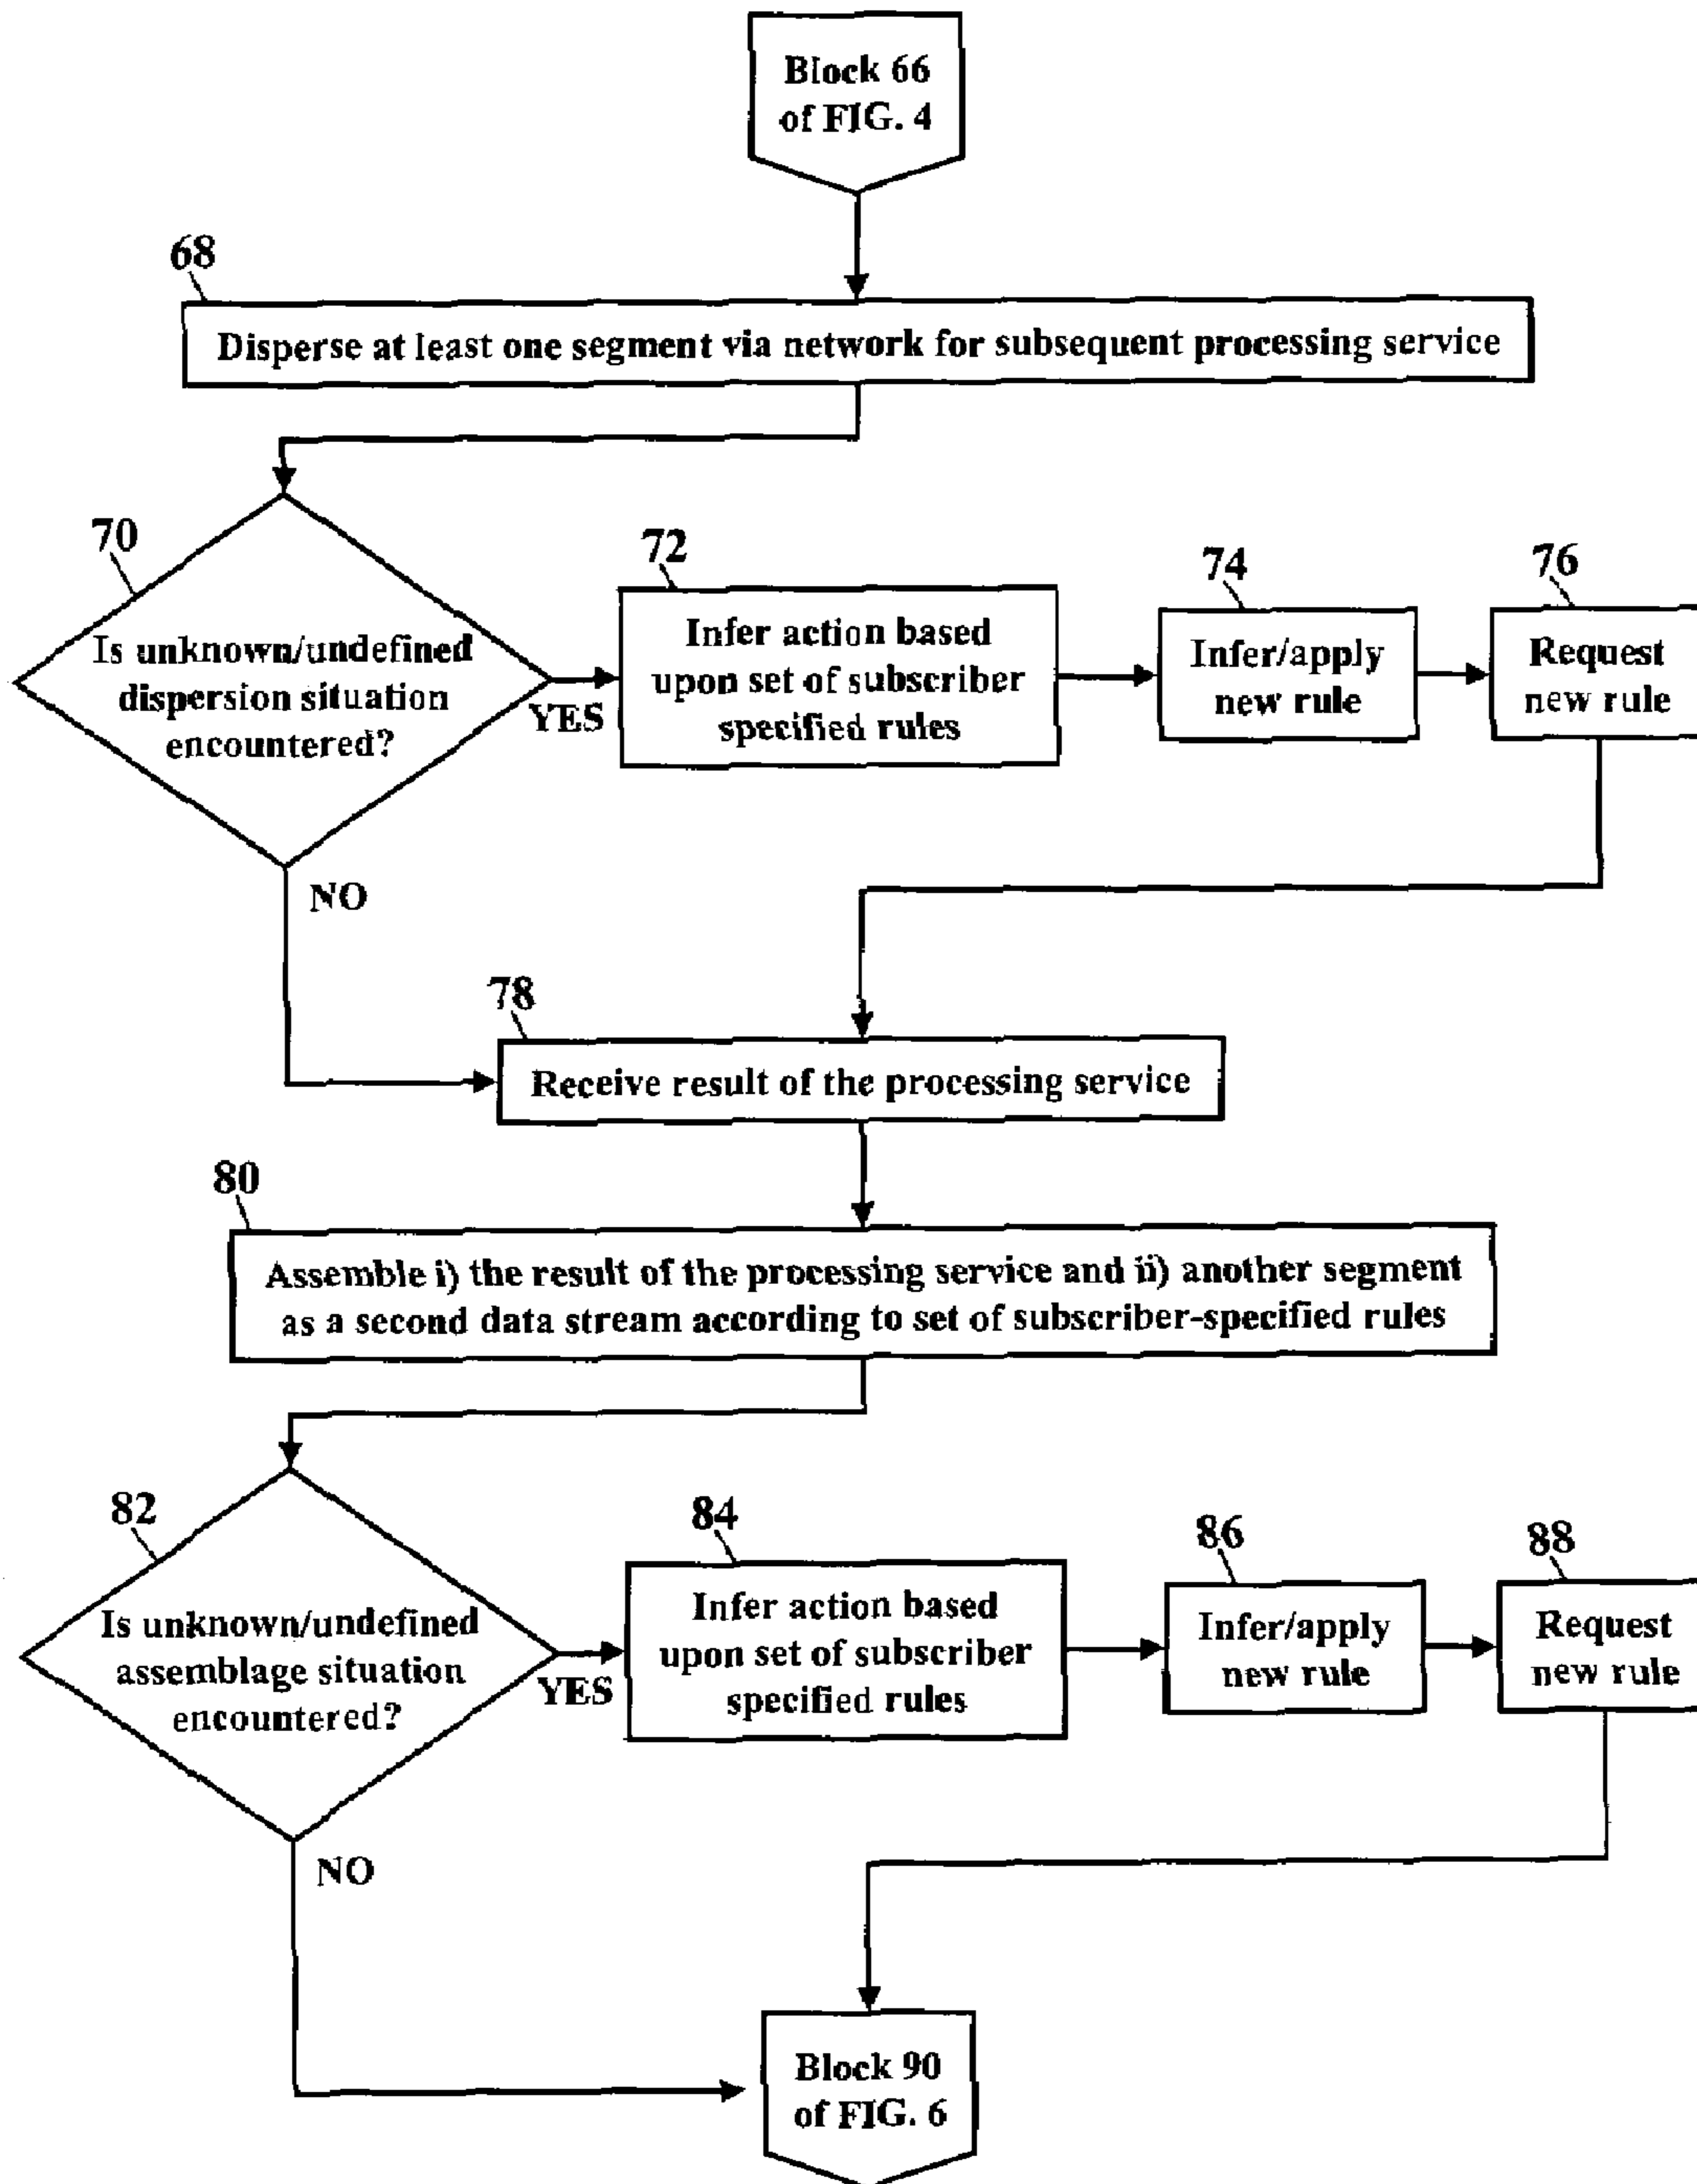 Block 66
of FIG. 4
68
Disperse at least one segment via network for subsequent processing service
70
Is unknown/undefined
dispersion situation
encountered?
YES
NO
72
Infer action based
upon set of subscriber
specified rules
74
Infer/apply
new rule
76
Request
new rule
78
Receive result of the processing service
80
Assemble i) the result of the processing service and ii) another segment
as a second data stream according to set of subscriber-specified rules
82
Is unknown/undefined
assemblage situation
encountered?
YES
NO
84
Infer action based
upon set of subscriber
specified rules
86
Infer/apply
new rule
88
Request
new rule
Block 90
of FIG. 6